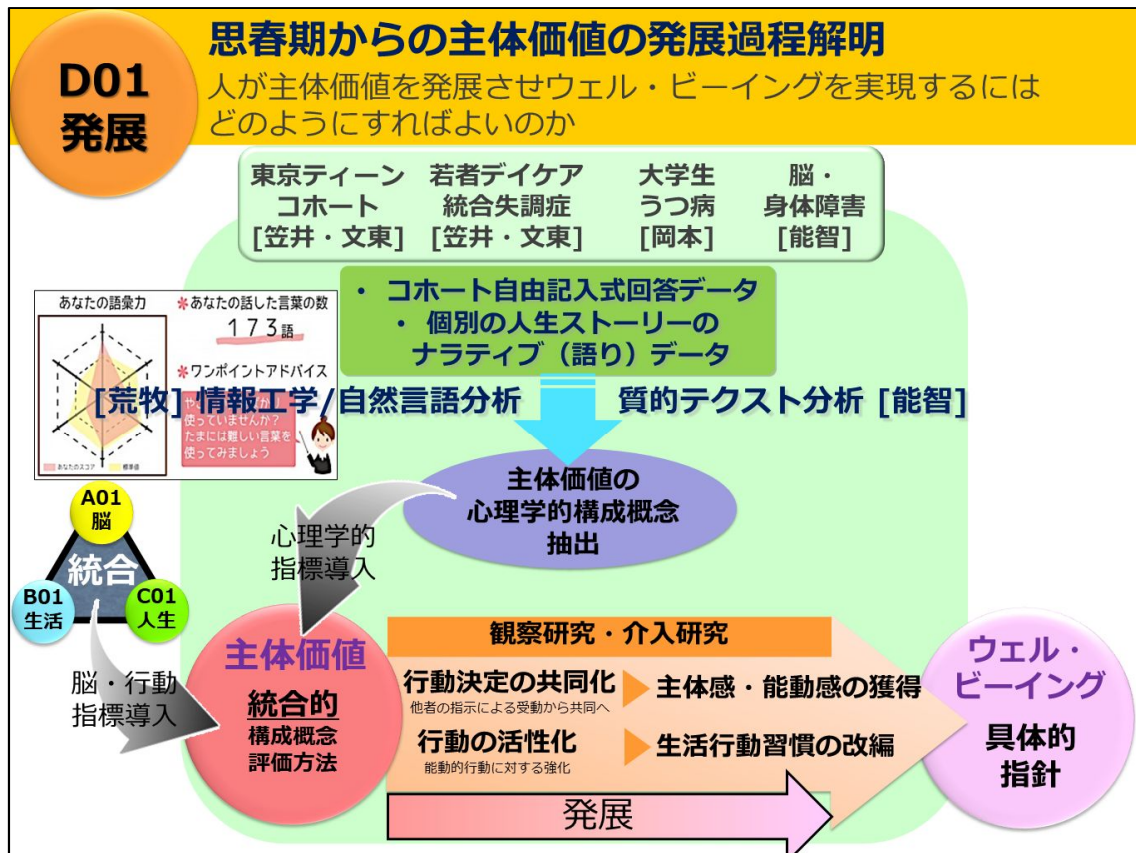 D01
発展
思春期からの主体価値の発展過程解明
人が主体価値を発展させウェル・ビーイングを実現するには
どのようにすればよいのか
東京ティーン
コホート
[笠井・文東]
若者デイケア
統合失調症
[笠井・文東]
大学生
うつ病
[岡本]
脳・
身体障害
[能智]
・ コホート自由記入式回答データ
・ 個別の人生ストーリーの
ナラティブ（語り）データ
あなたの語彙力
*あなたの話した言葉の数
173語
*ワンポイントアドバイス
使っていませんか？
たまには難しい言葉を
使ってみましょう
あなたのスコア
標準値
[荒牧] 情報工学/自然言語分析
質的テクスト分析 [能智]
主体価値の
心理学的構成概念
抽出
心理学的
指標導入
A01
脳
統合
B01
生活
C01
人生
脳・行動
指標導入
主体価値
統合的
構成概念
評価方法
観察研究・介入研究
行動決定の共同化
他者の指示による受動から共同へ
主体感・能動感の獲得
行動の活性化
能動的行動に対する強化
生活行動習慣の改編
発展
ウェル・
ビーイング
具体的
指針